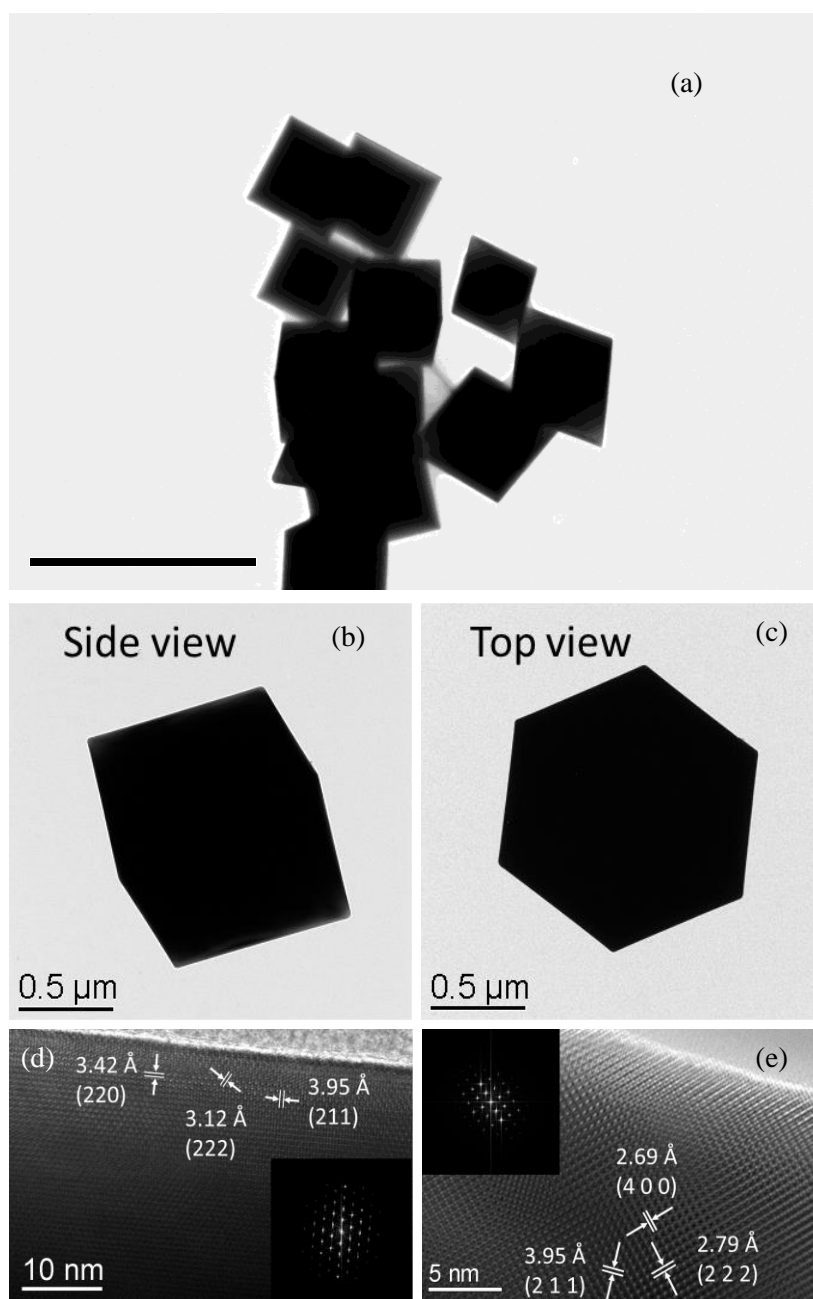 (a)
Side view
(b)
Top view
(c)
0.5 µm
0.5 µm
(d)
3.42 Å
(220)
3.12 Å
(222)
3.95 Å
(211)
10 nm
(e)
2.69 Å
(4 0 0)
3.95 Å
(2 1 1)
2.79 Å
(2 2 2)
5 nm